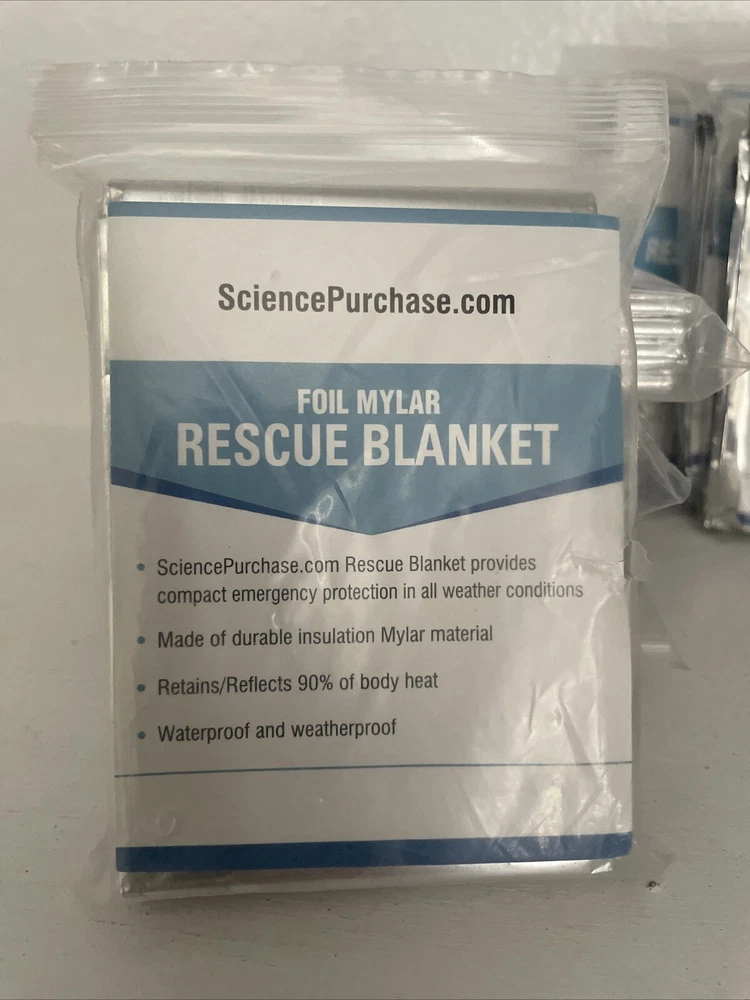 SciencePurchase.com
FOIL MYLAR
RESCUE BLANKET
• SciencePurchase.com Rescue Blanket provides
compact emergency protection in all weather conditions
• Made of durable insulation Mylar material
• Retains/Reflects 90% of body heat
• Waterproof and weatherproof
RE